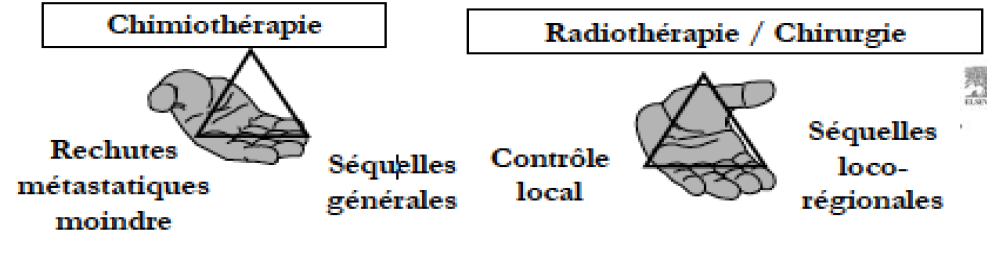 Chimiothérapie
Radiothérapie / Chirurgie
Rechutes
métastatiques
moindre
Séquelles
générales
Contrôle
local
Séquelles
loco-
régionales